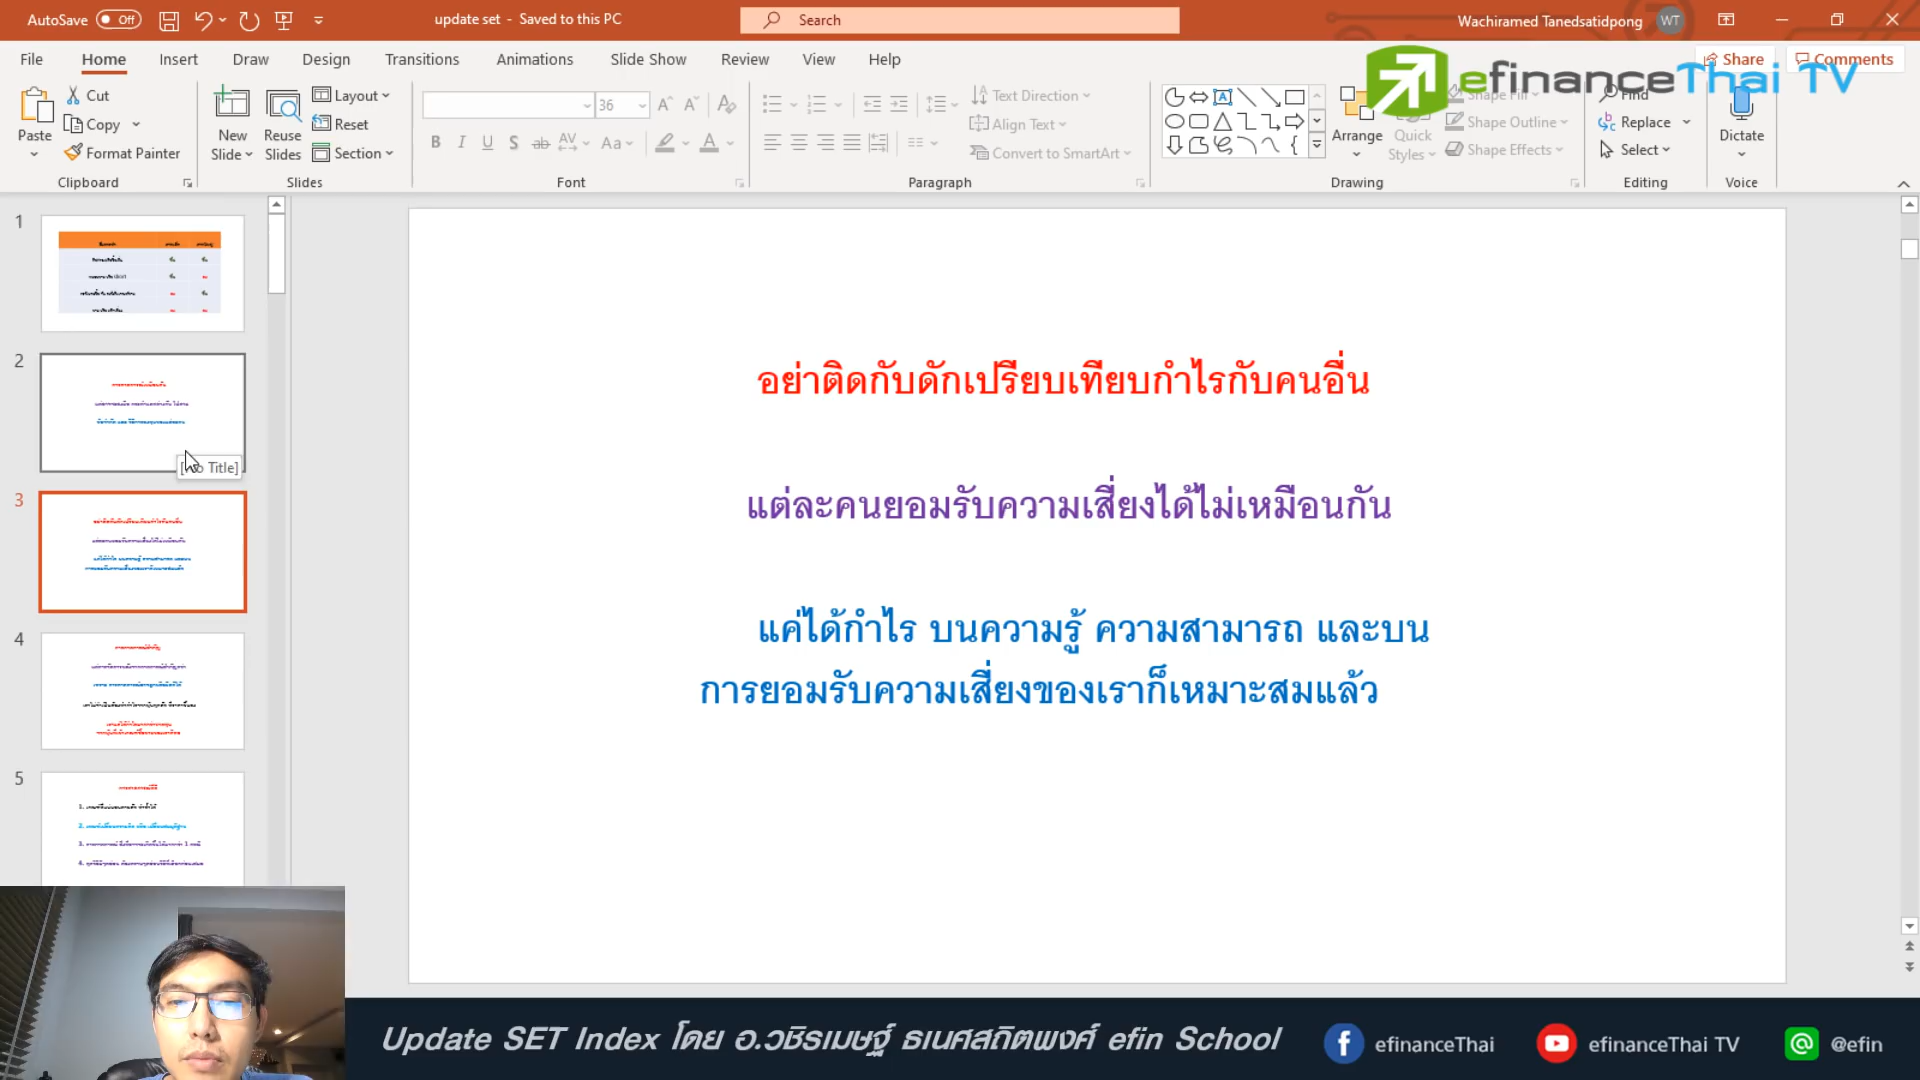 AutoSave Off
update set - Saved to this PC
Search
Wachiramed Tanedsatidpong WT
File Home Insert Draw Design Transitions Animations Slide Show Review View Help
Share Comments
efinanceThai TV
Paste
Cut
Copy
Format Painter
Clipboard
New Slide
Reuse Slides
Layout
Reset
Section
Slides
36
Font
Text Direction
Align Text
Convert to SmartArt
Paragraph
Arrange
Quick Styles
Shape Fill
Shape Outline
Shape Effects
Drawing
Find
Replace
Select
Editing
Dictate
Voice
1
2
3
4
5
อย่าติดกับดักเปรียบเทียบกำไรกับคนอื่น
แต่ละคนยอมรับความเสี่ยงได้ไม่เหมือนกัน
แค่ได้กำไร บนความรู้ ความสามารถ และบน
การยอมรับความเสี่ยงของเราก็เหมาะสมแล้ว
Update SET Index โดย อ.วชิรเมษฐ์ ธเนศสถิตพงศ์ efin School
efinanceThai
efinanceThai TV
@efin